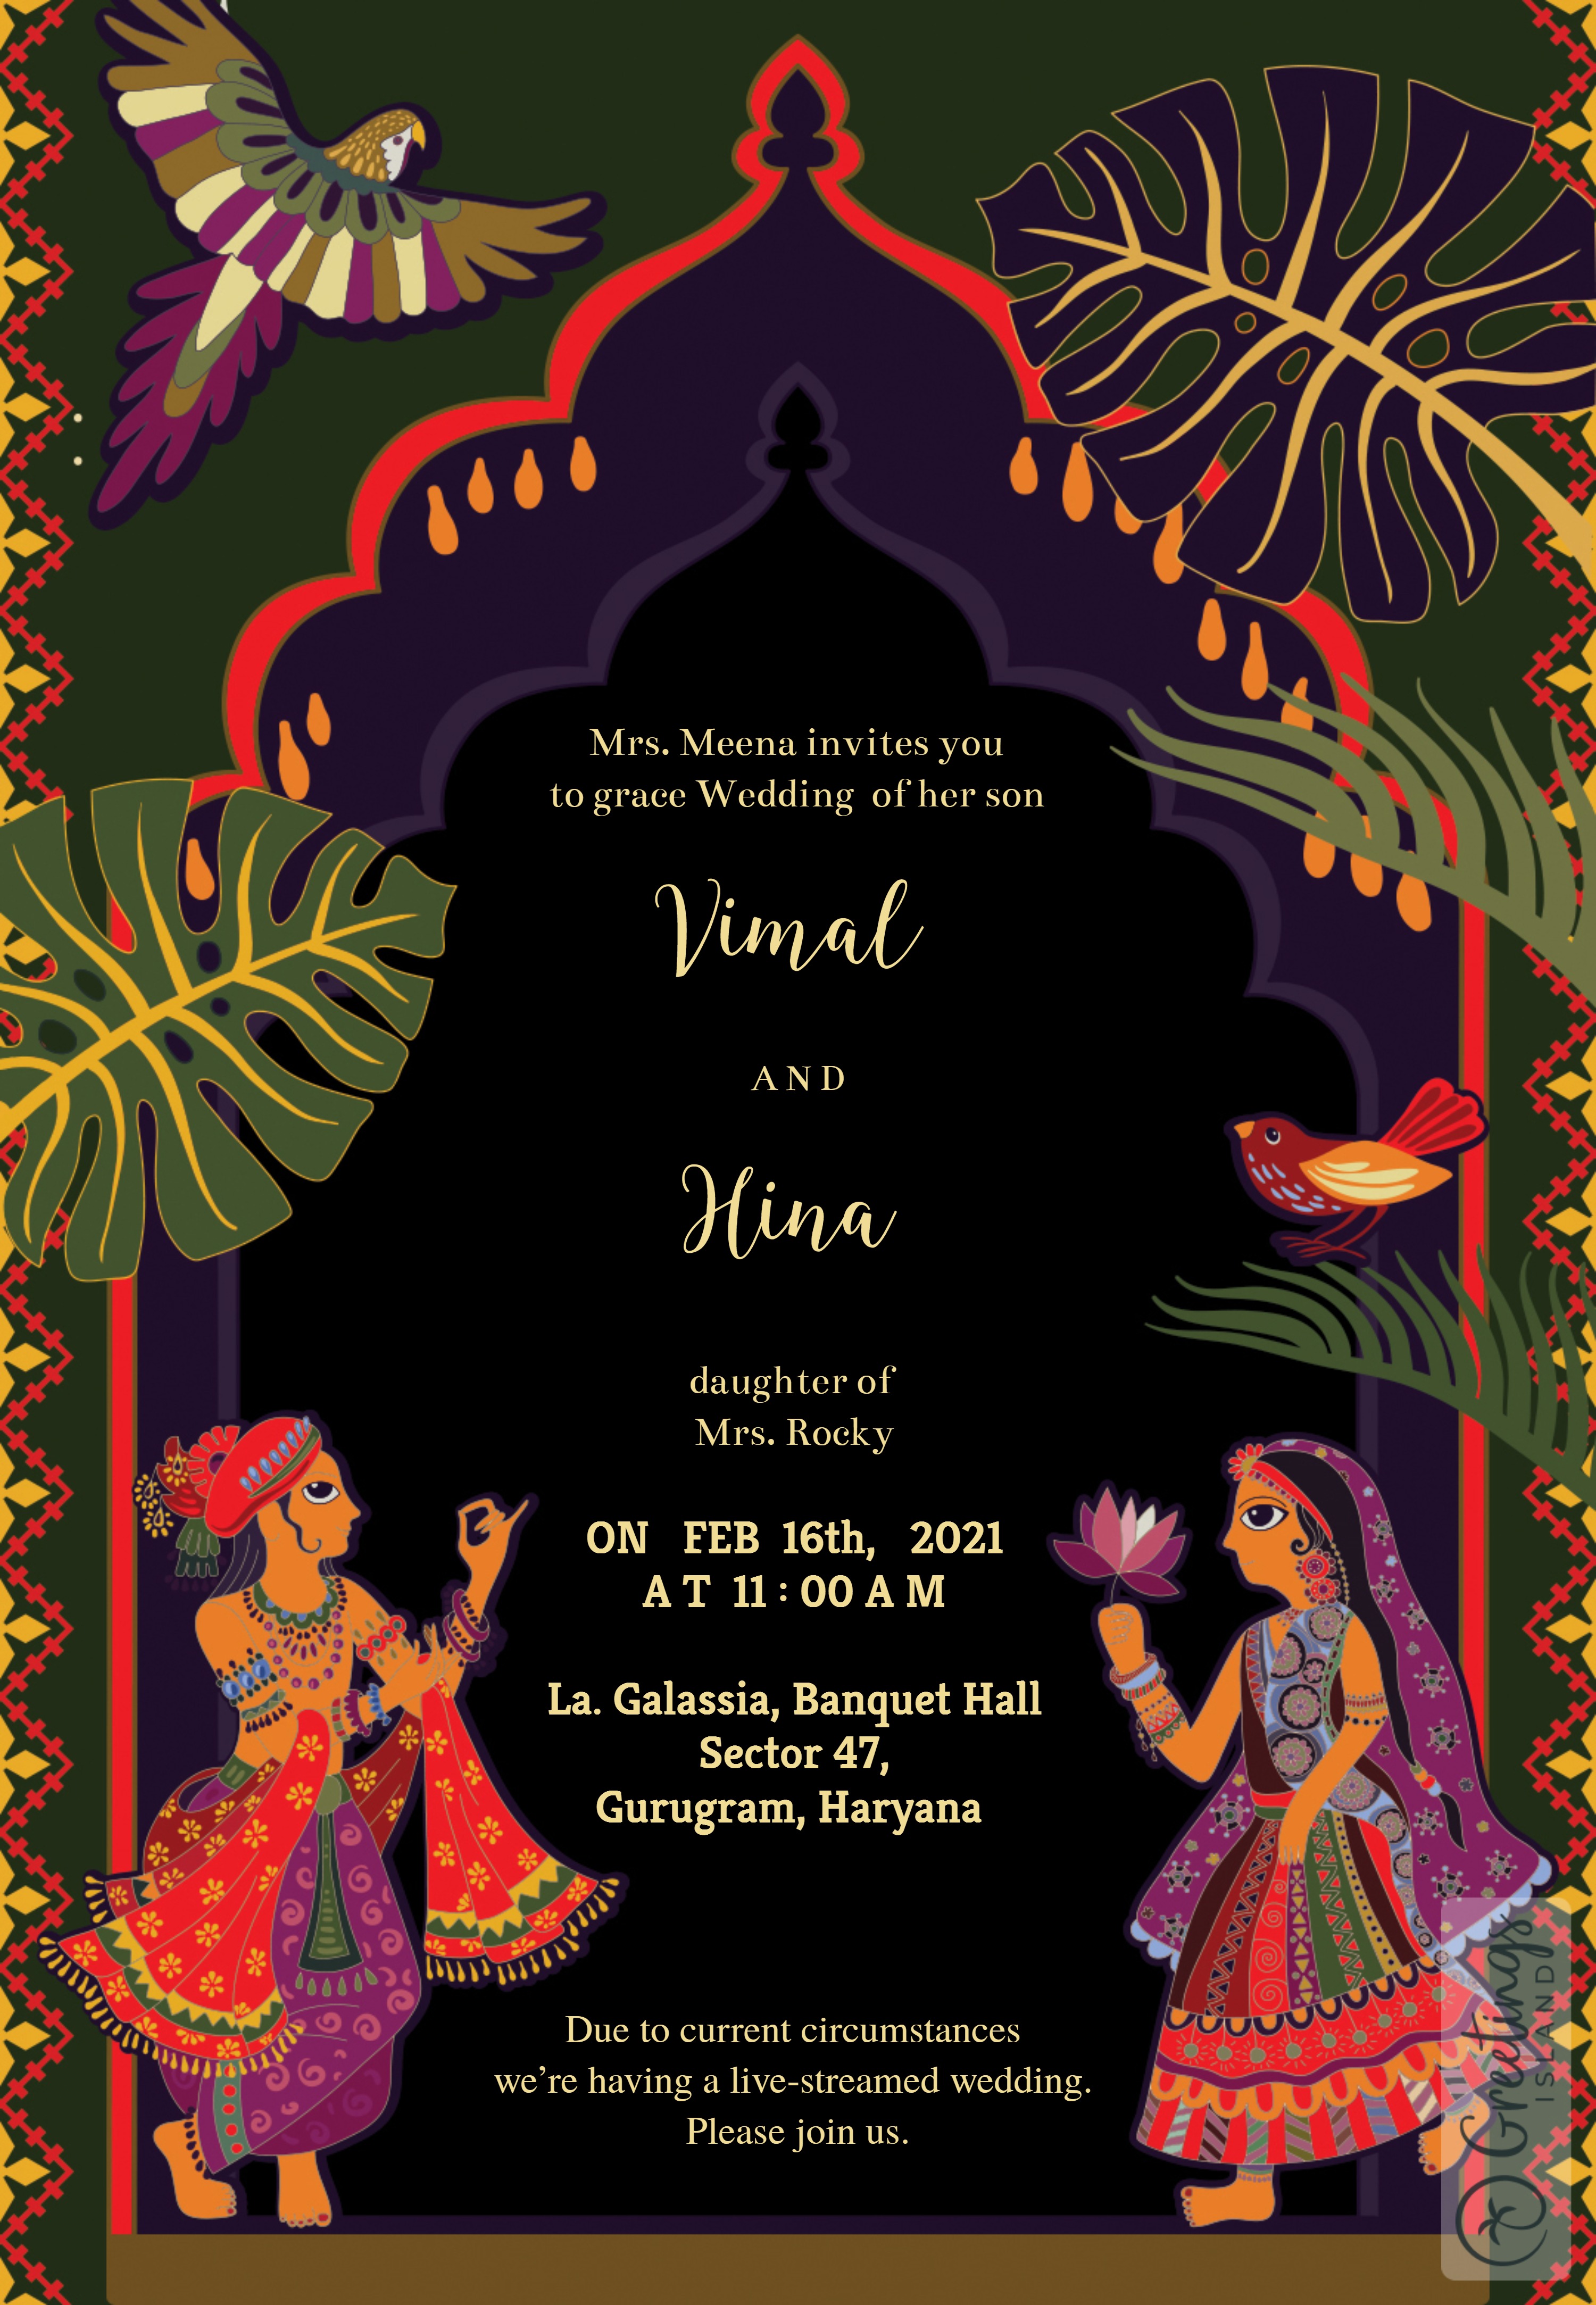 Mrs. Meena invites you
to grace Wedding of her son
Vimal
AND
Hina
daughter of
Mrs. Rocky
ON FEB 16th, 2021
AT 11:00 AM
La. Galassia, Banquet Hall
Sector 47,
Gurugram, Haryana
Due to current circumstances
we're having a live-streamed wedding.
Please join us.
Greetings
ISLAND